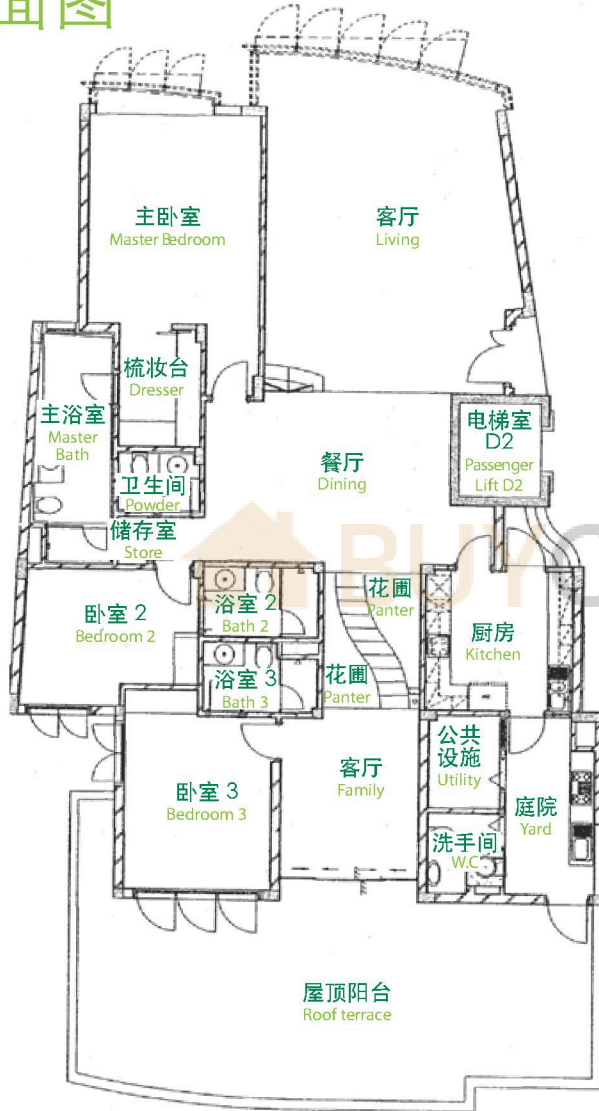 面图
主卧室
Master Bedroom
客厅
Living
梳妆台
Dresser
主浴室
Master
Bath
电梯室
D2
Passenger
Lift D2
餐厅
Dining
卫生间
Powder
储存室
Store
BUYC
卧室 2
Bedroom 2
浴室 2
Bath 2
花圃
Panter
厨房
Kitchen
浴室 3
Bath 3
花圃
Panter
卧室 3
Bedroom 3
客厅
Family
公共
设施
Utility
庭院
Yard
洗手间
W.C
屋顶阳台
Roof terrace